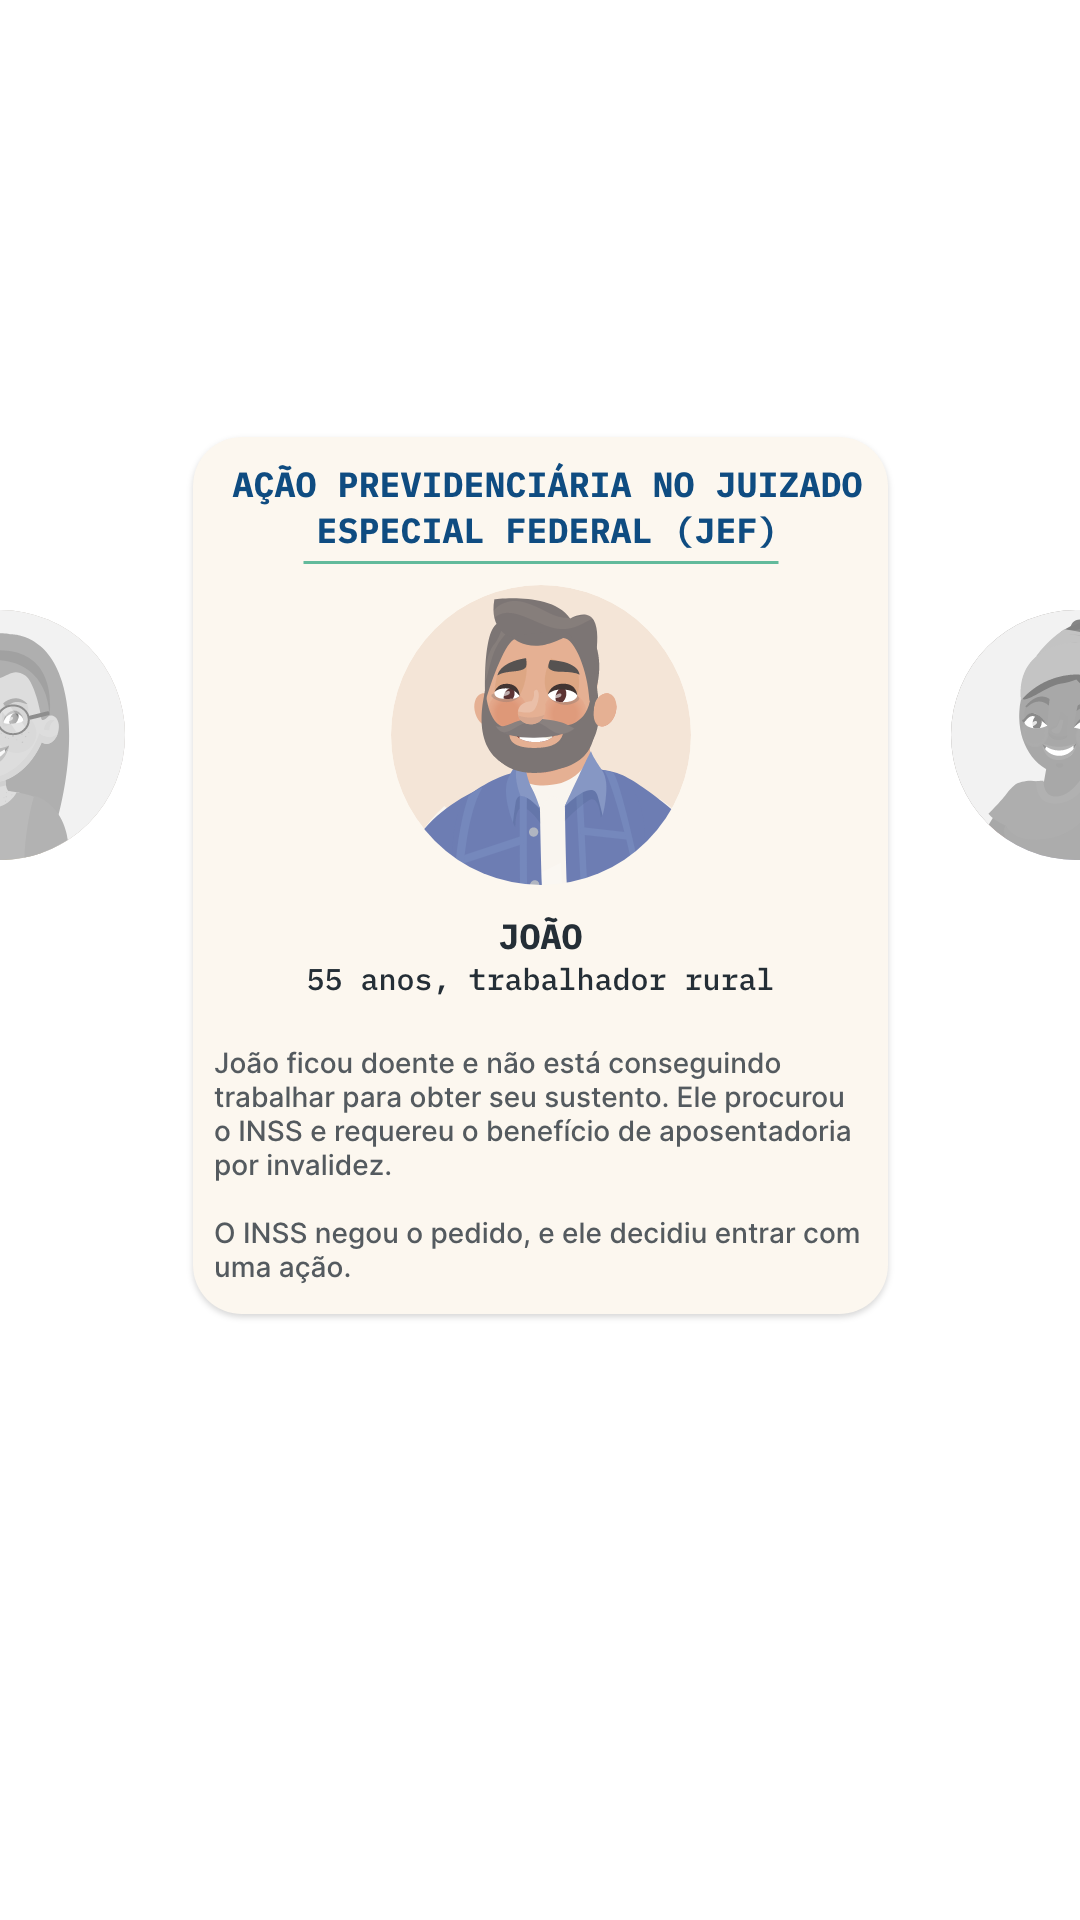 AÇÃO PREVIDENCIÁRIA NO JUIZADO
ESPECIAL FEDERAL (JEF)
JOÃO
55 anos, trabalhador rural
João ficou doente e não está conseguindo
trabalhar para obter seu sustento. Ele procurou
o INSS e requereu o benefício de aposentadoria
por invalidez.
O INSS negou o pedido, e ele decidiu entrar com
uma ação.